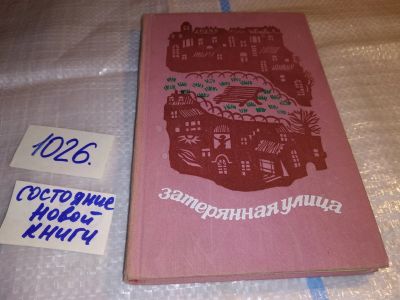 1026.
состояние
новой
книги
затерянная улица